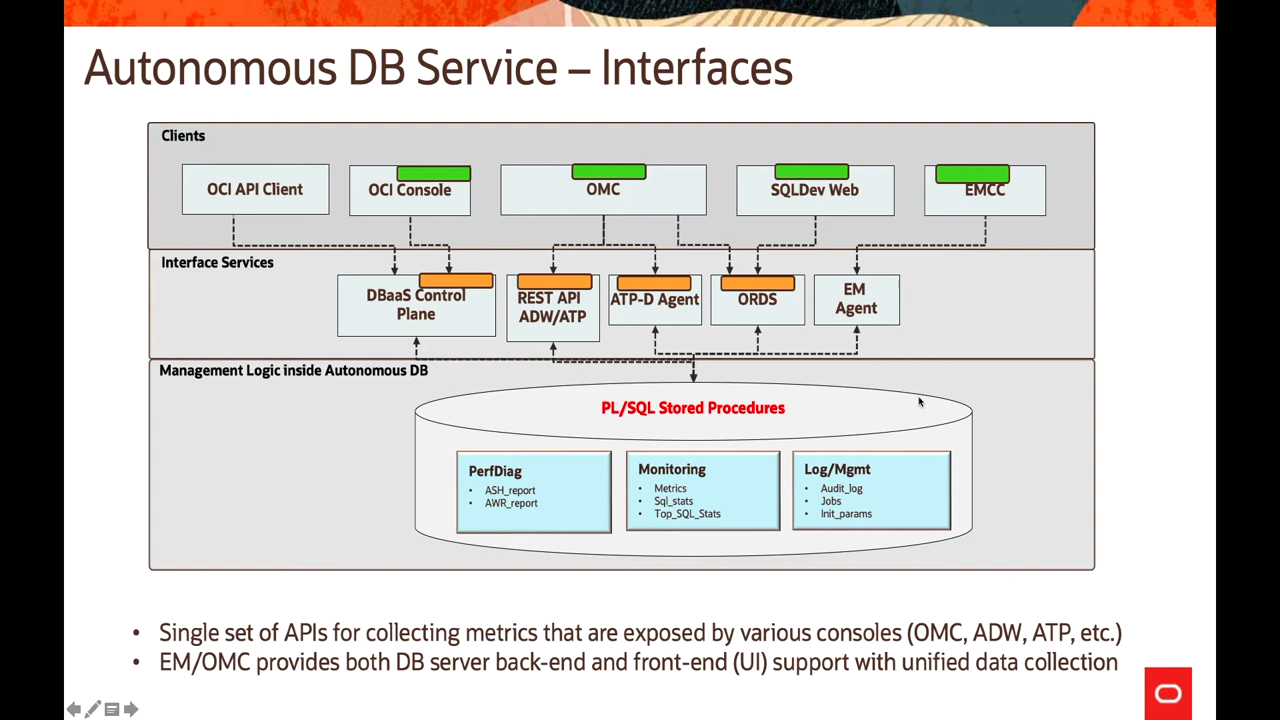 Autonomous DB Service – Interfaces
Clients
OCI API Client
OCI Console
OMC
SQLDev Web
EMCC
Interface Services
DBaaS Control
Plane
REST API
ADW/ATP
ATP-D Agent
ORDS
EM
Agent
Management Logic inside Autonomous DB
PL/SQL Stored Procedures
PerfDiag
• ASH_report
• AWR_report
Monitoring
• Metrics
• Sql_stats
• Top_SQL_Stats
Log/Mgmt
• Audit_log
• Jobs
• Init_params
• Single set of APIs for collecting metrics that are exposed by various consoles (OMC, ADW, ATP, etc.)
• EM/OMC provides both DB server back-end and front-end (UI) support with unified data collection